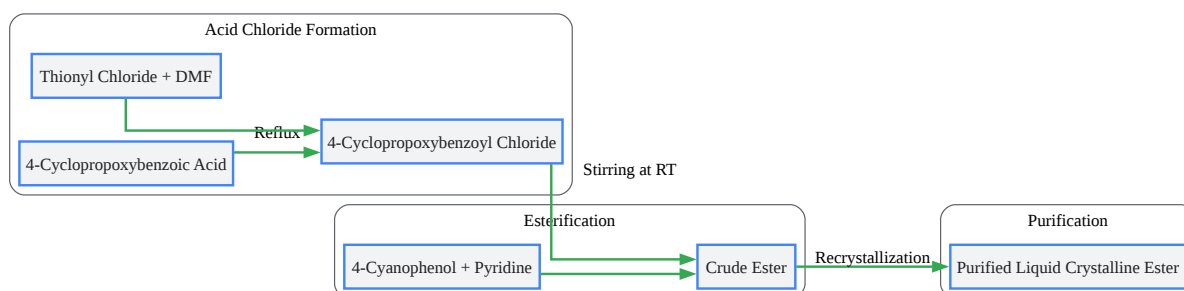 Acid Chloride Formation
Thionyl Chloride + DMF
Reflux
4-Cyclopropoxybenzoic Acid
4-Cyclopropoxybenzoyl Chloride
Stirring at RT
Esterification
4-Cyanophenol + Pyridine
Crude Ester
Recrystallization
Purification
Purified Liquid Crystalline Ester